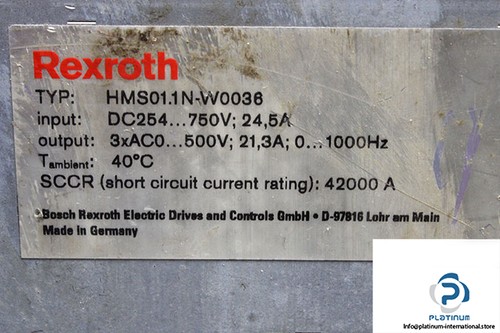 Rexroth
TYP: HMS01.1N-W0036
input: DC254...750V; 24,5A
output: 3xAC0...500V; 21,3A; 0...1000Hz
Tambient: 40°C
SCCR (short circuit current rating): 42000 A
Bosch Rexroth Electric Drives and Controls GmbH • D-97816 Lohr am Main
Made in Germany
PLATINUM
Info@platinum-international.store